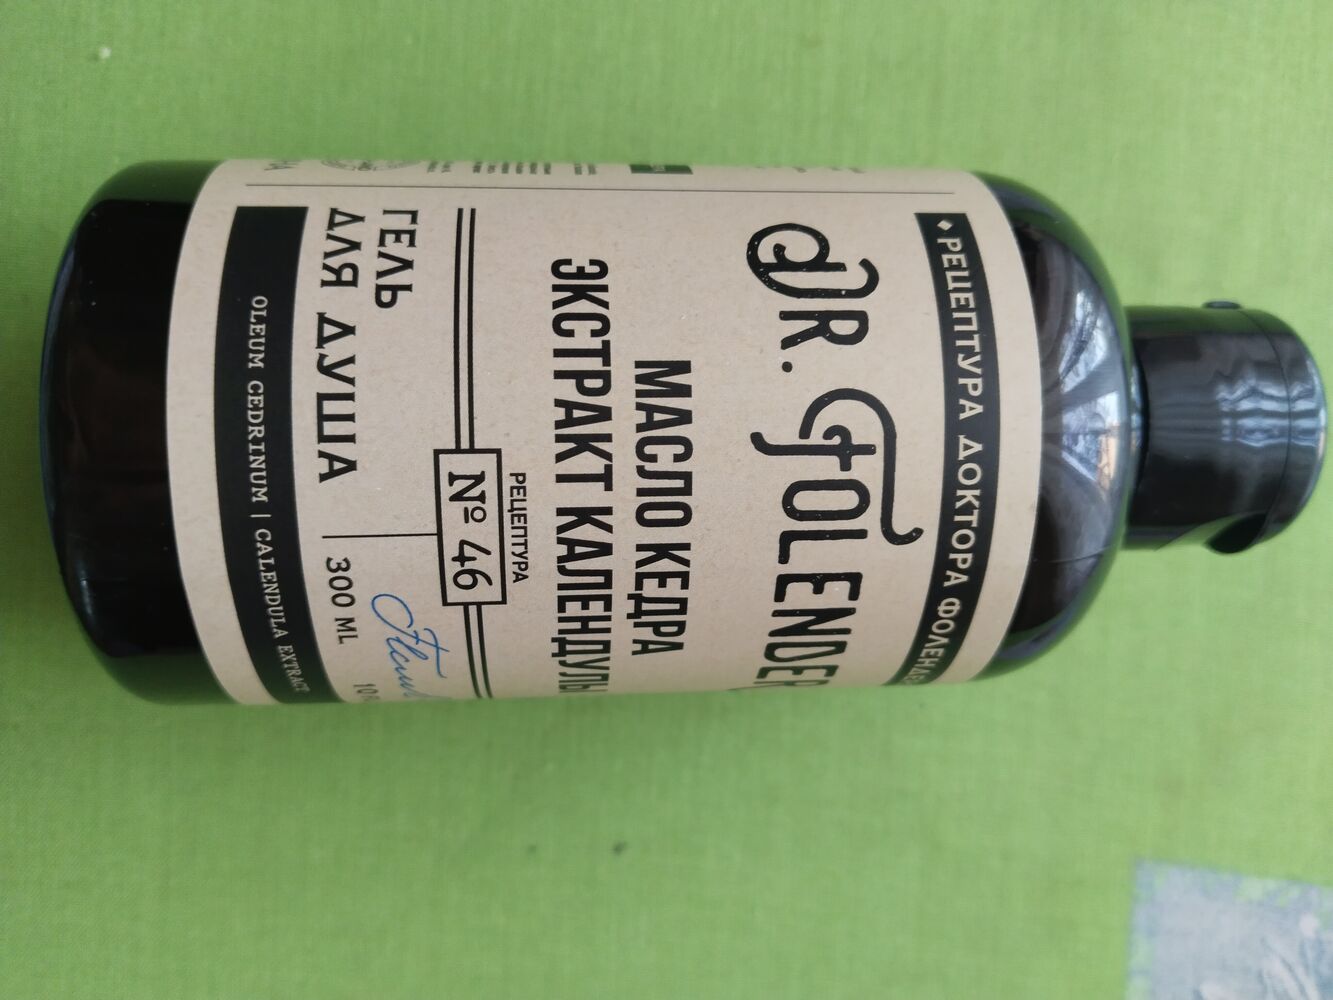 РЕЦЕПТУРА ДОКТОРА
DR. FOLENDER
МАСЛО КЕДРА
ЭКСТРАКТ КАЛЕНДУЛЫ
РЕЦЕПТУРА
№ 46
ГЕЛЬ
ДЛЯ ДУША
300 ML
OLEUM CEDRINUM | CALENDULA EXTRACT